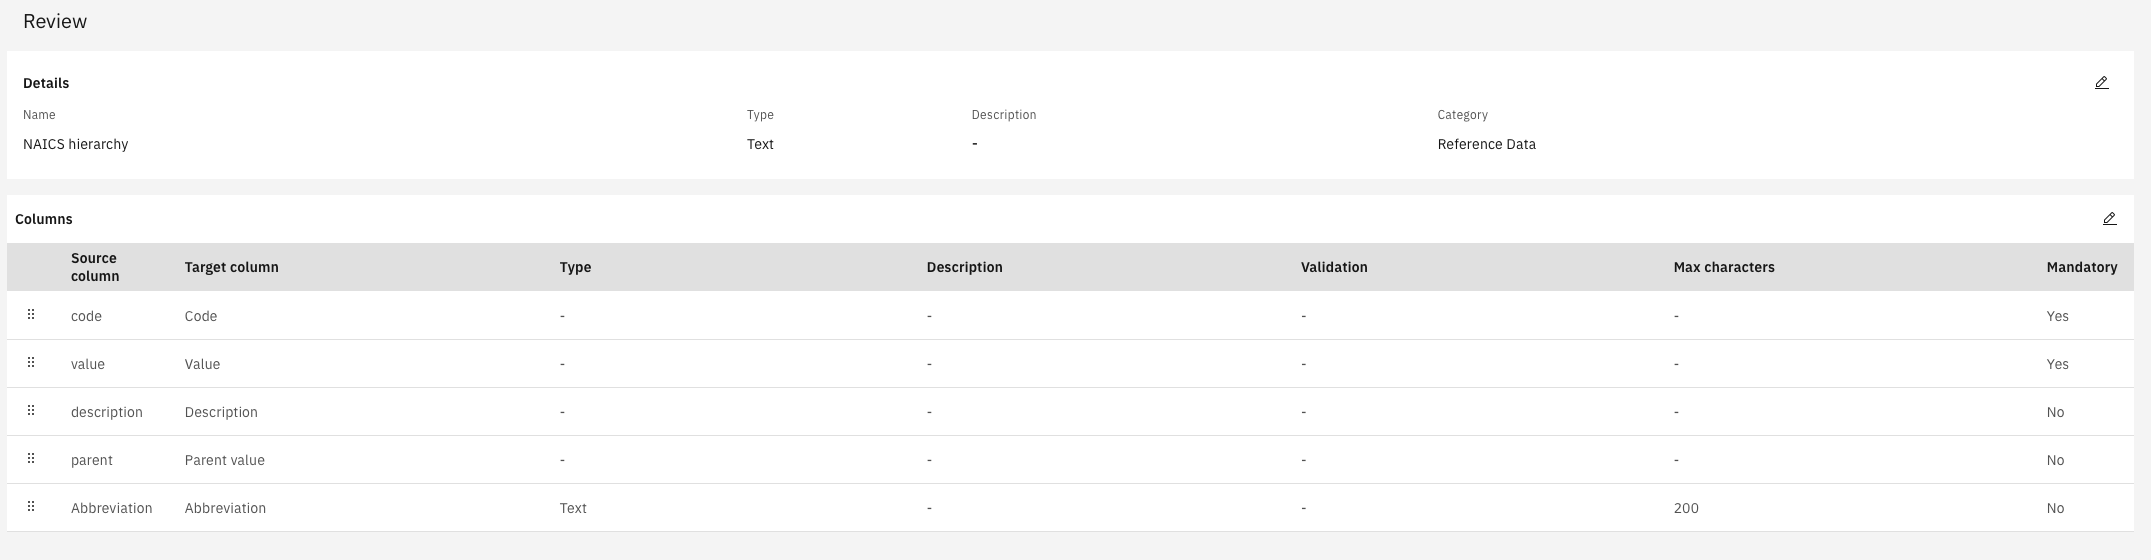 Review
Details
Name Type Description Category
NAICS hierarchy Text - Reference Data
Columns
Source column Target column Type Description Validation Max characters Mandatory
code Code - - - - Yes
value Value - - - - Yes
description Description - - - - No
parent Parent value - - - - No
Abbreviation Abbreviation Text - - 200 No